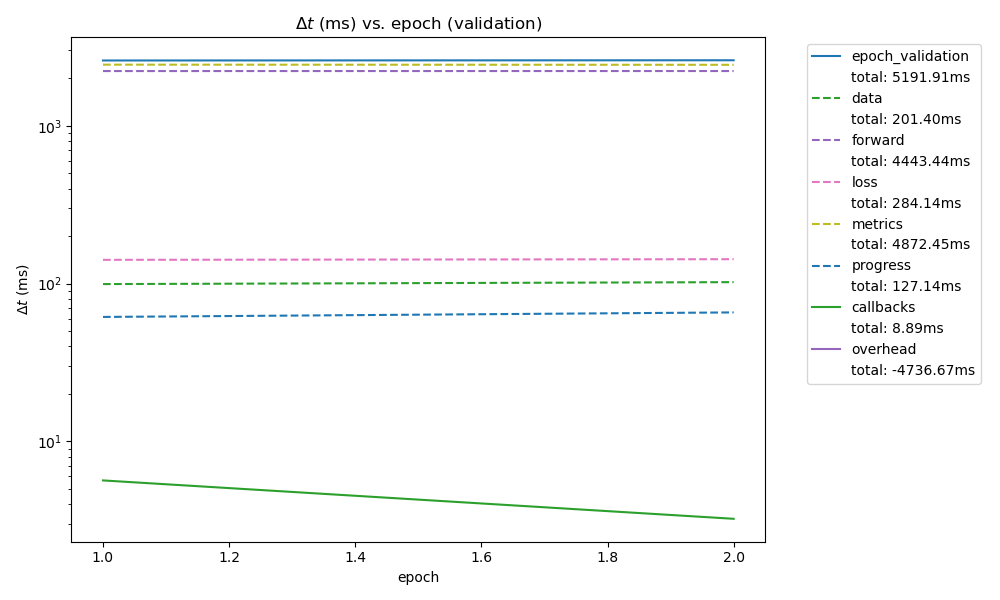 Δt (ms) vs. epoch (validation)
Δt (ms)
10³
10²
10¹
1.0 1.2 1.4 1.6 1.8 2.0
epoch
epoch_validation
total: 5191.91ms
data
total: 201.40ms
forward
total: 4443.44ms
loss
total: 284.14ms
metrics
total: 4872.45ms
progress
total: 127.14ms
callbacks
total: 8.89ms
overhead
total: -4736.67ms